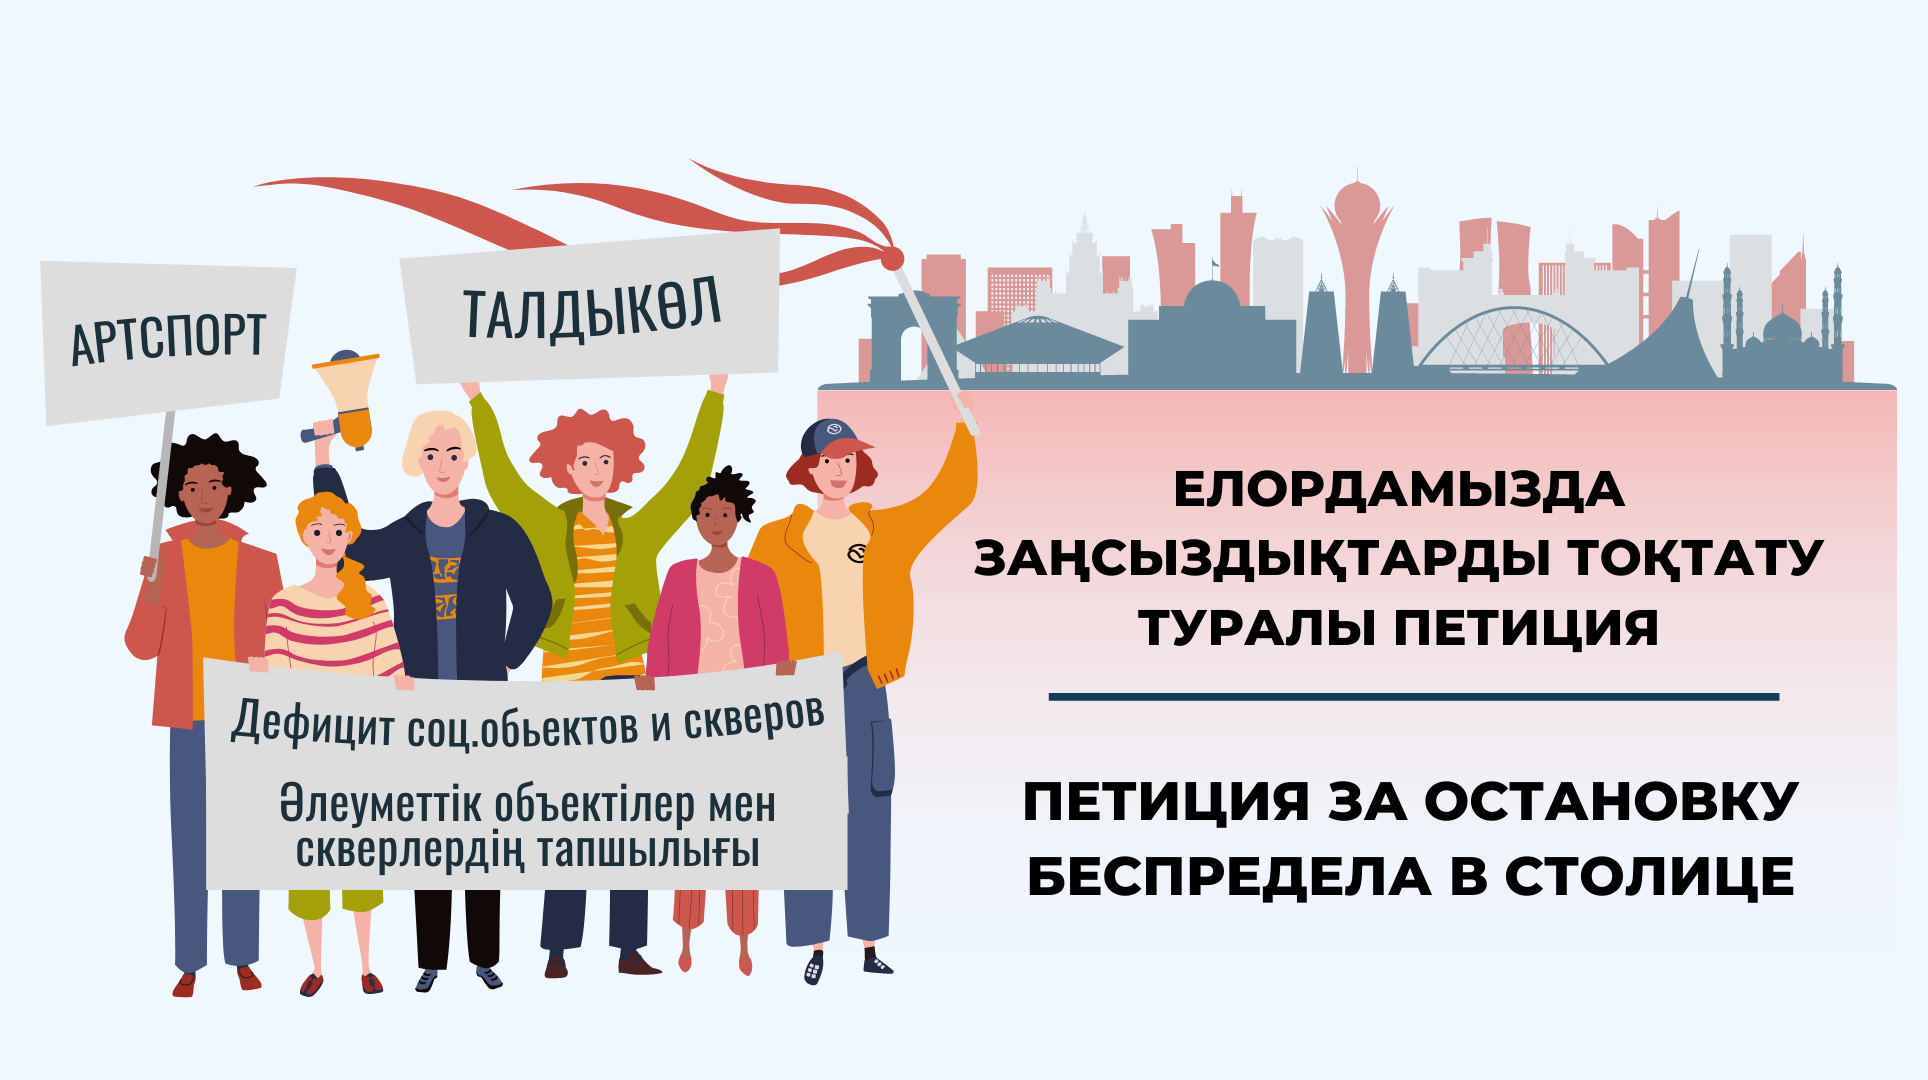 АРТСПОРТ
ТАЛДЫКӨЛ
Дефицит соц.обьектов и скверов
Әлеуметтік объектілер мен
скверлердің тапшылығы
ЕЛОРДАМЫЗДА
ЗАҢСЫЗДЫҚТАРДЫ ТОҚТАТУ
ТУРАЛЫ ПЕТИЦИЯ
ПЕТИЦИЯ ЗА ОСТАНОВКУ
БЕСПРЕДЕЛА В СТОЛИЦЕ